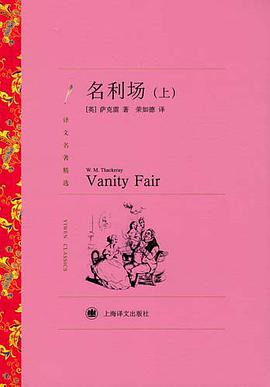 名利场（上）
[英] 萨克雷 著 荣如德 译
译文名著精选
YIWEN CLASSICS
W. M. Thackeray
Vanity Fair
上海译文出版社